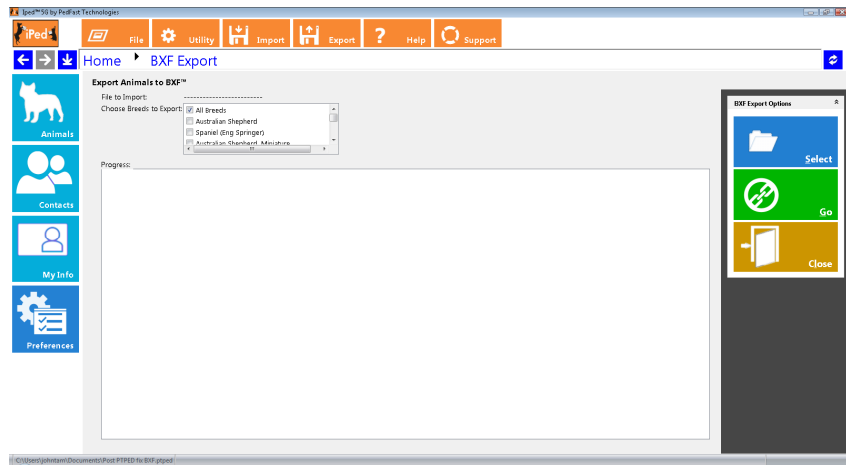 Iped™5G by PedFast Technologies
iPed
File
Utility
Import
Export
? Help
Support
Home BXF Export
Export Animals to BXF™
File to Import: -------------------------
Choose Breeds to Export:
All Breeds
Australian Shepherd
Spaniel (Eng Springer)
Australian Shepherd, Miniature
Progress:
Animals
Contacts
My Info
Preferences
BXF Export Options
Select
Go
Close
C:\Users\johntam\Documents\Post PTPED fix BXF.ptped